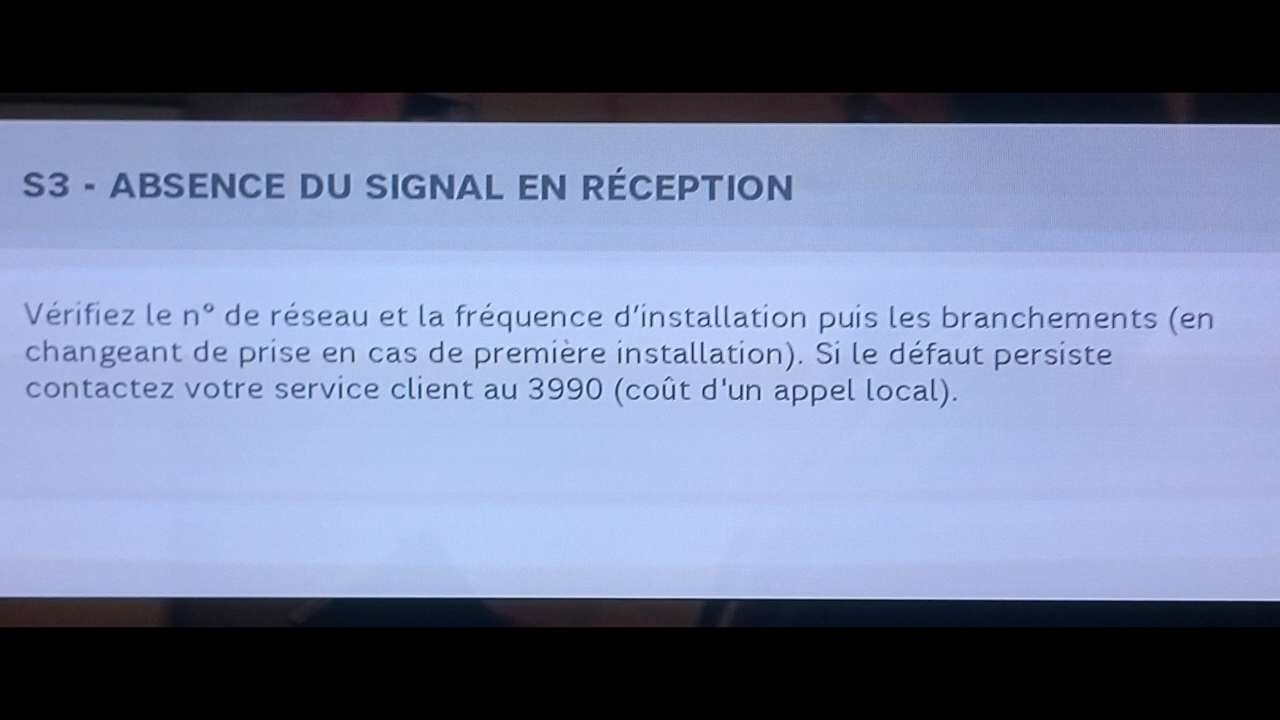 S3 - ABSENCE DU SIGNAL EN RÉCEPTION
Vérifiez le n° de réseau et la fréquence d'installation puis les branchements (en
changeant de prise en cas de première installation). Si le défaut persiste
contactez votre service client au 3990 (coût d'un appel local).